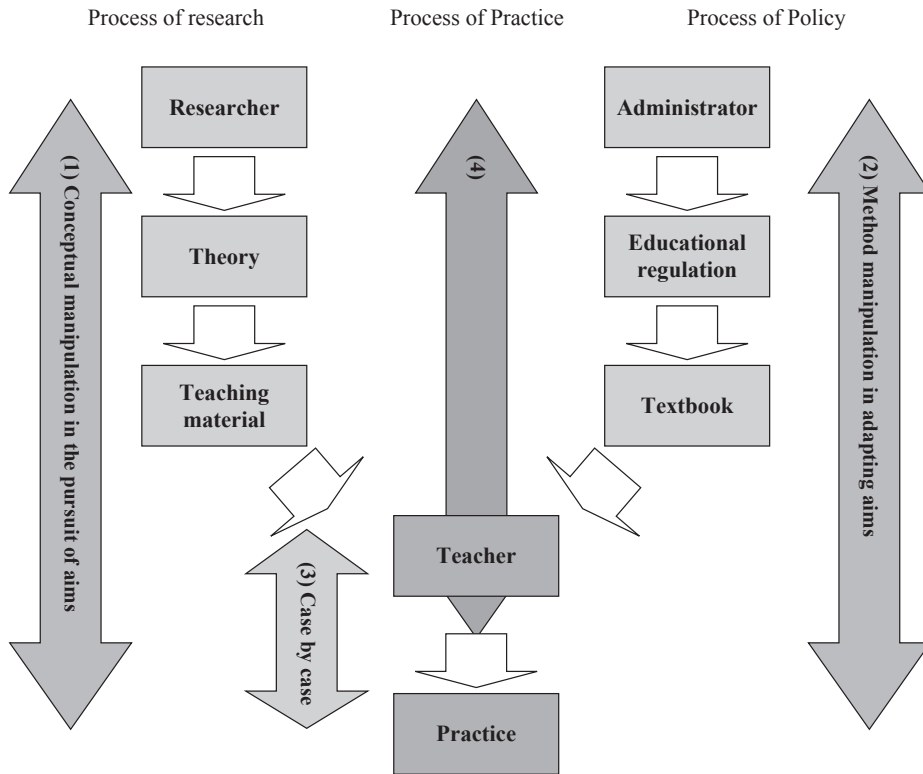 Process of research
Process of Practice
Process of Policy
Researcher
Administrator
(1) Conceptual manipulation in the pursuit of aims
(4)
(2) Method manipulation in adapting aims
Theory
Educational
regulation
Teaching
material
Textbook
Teacher
(3) Case by case
Practice